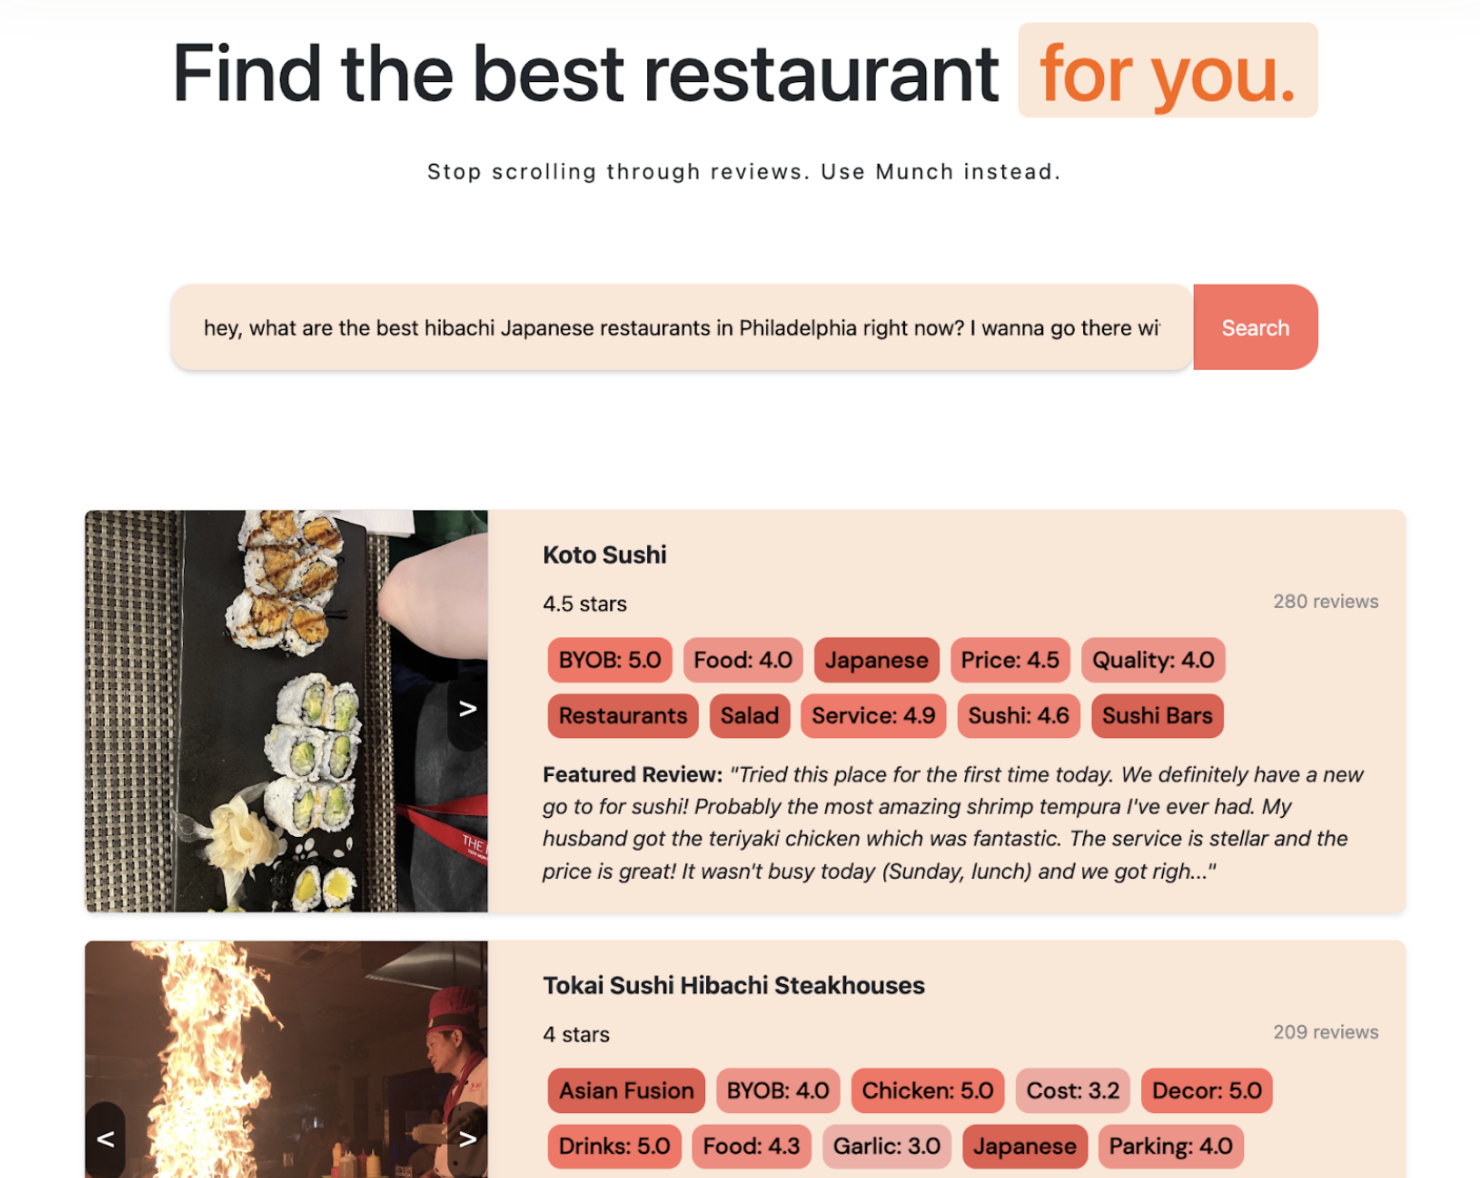 Find the best restaurant for you.
Stop scrolling through reviews. Use Munch instead.
hey, what are the best hibachi Japanese restaurants in Philadelphia right now? I wanna go there wi
Search
Koto Sushi
4.5 stars
280 reviews
BYOB: 5.0 Food: 4.0 Japanese Price: 4.5 Quality: 4.0
Restaurants Salad Service: 4.9 Sushi: 4.6 Sushi Bars
Featured Review: "Tried this place for the first time today. We definitely have a new
go to for sushi! Probably the most amazing shrimp tempura I've ever had. My
husband got the teriyaki chicken which was fantastic. The service is stellar and the
price is great! It wasn't busy today (Sunday, lunch) and we got righ..."
>
THE
Tokai Sushi Hibachi Steakhouses
4 stars
209 reviews
Asian Fusion BYOB: 4.0 Chicken: 5.0 Cost: 3.2 Decor: 5.0
Drinks: 5.0 Food: 4.3 Garlic: 3.0 Japanese Parking: 4.0
< >